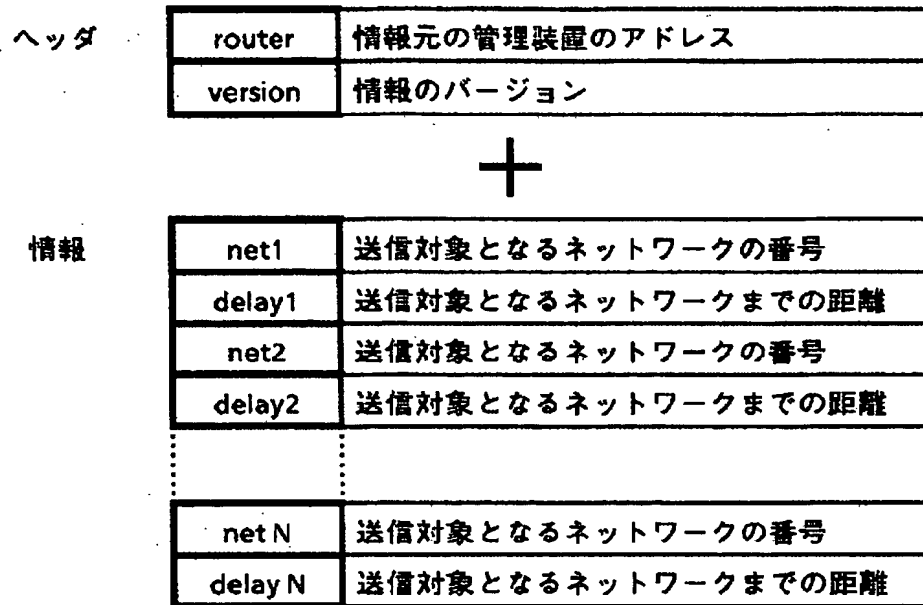 ヘッダ router 情報元の管理装置のアドレス
version 情報のバージョン
+
情報 net1 送信対象となるネットワークの番号
delay1 送信対象となるネットワークまでの距離
net2 送信対象となるネットワークの番号
delay2 送信対象となるネットワークまでの距離
net N 送信対象となるネットワークの番号
delay N 送信対象となるネットワークまでの距離